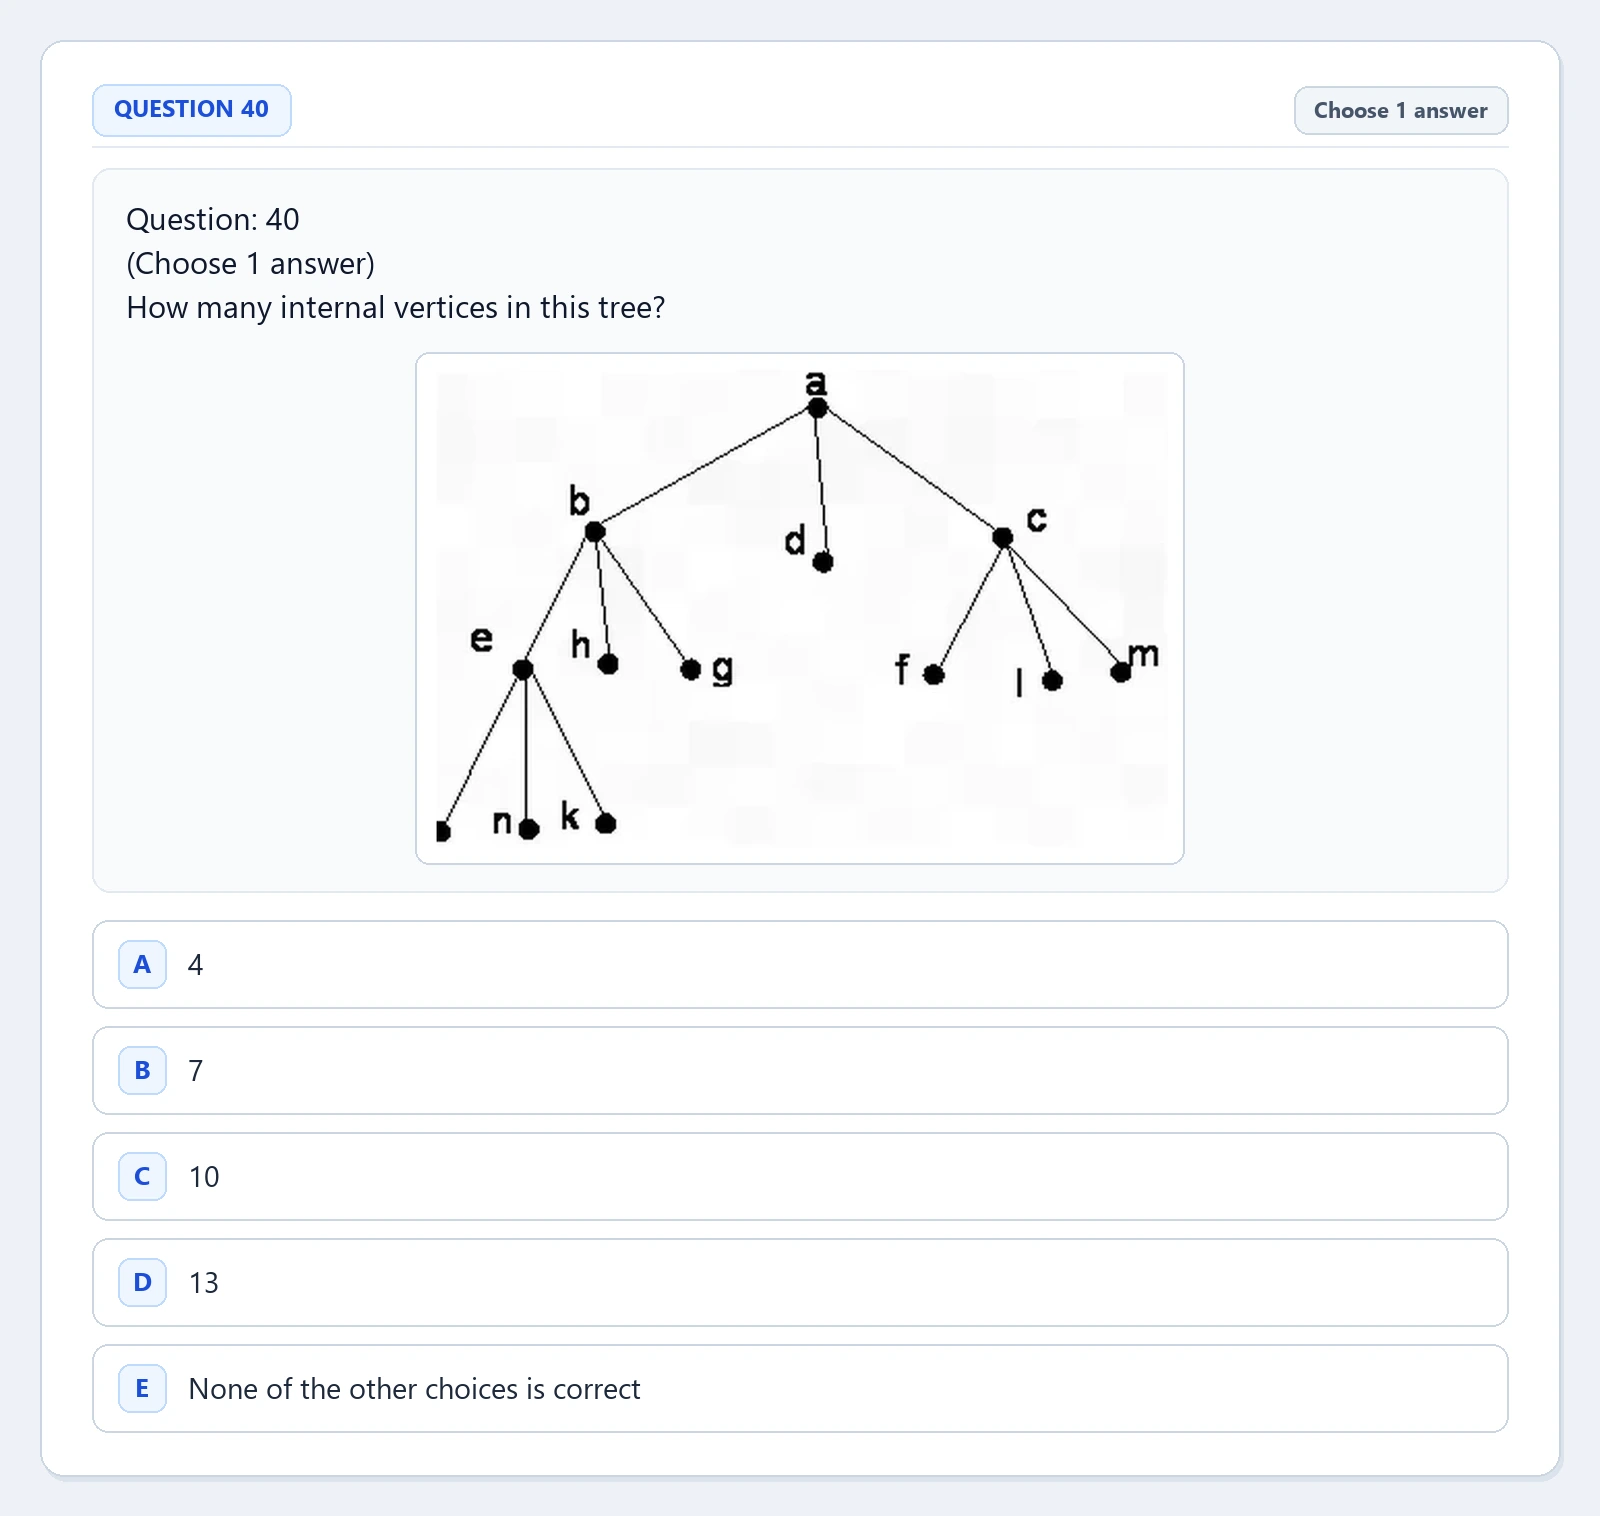 QUESTION 40
Choose 1 answer
Question: 40
(Choose 1 answer)
How many internal vertices in this tree?
a
b
c
d
e
h
g
f
l
m
n
k
A 4
B 7
C 10
D 13
E None of the other choices is correct